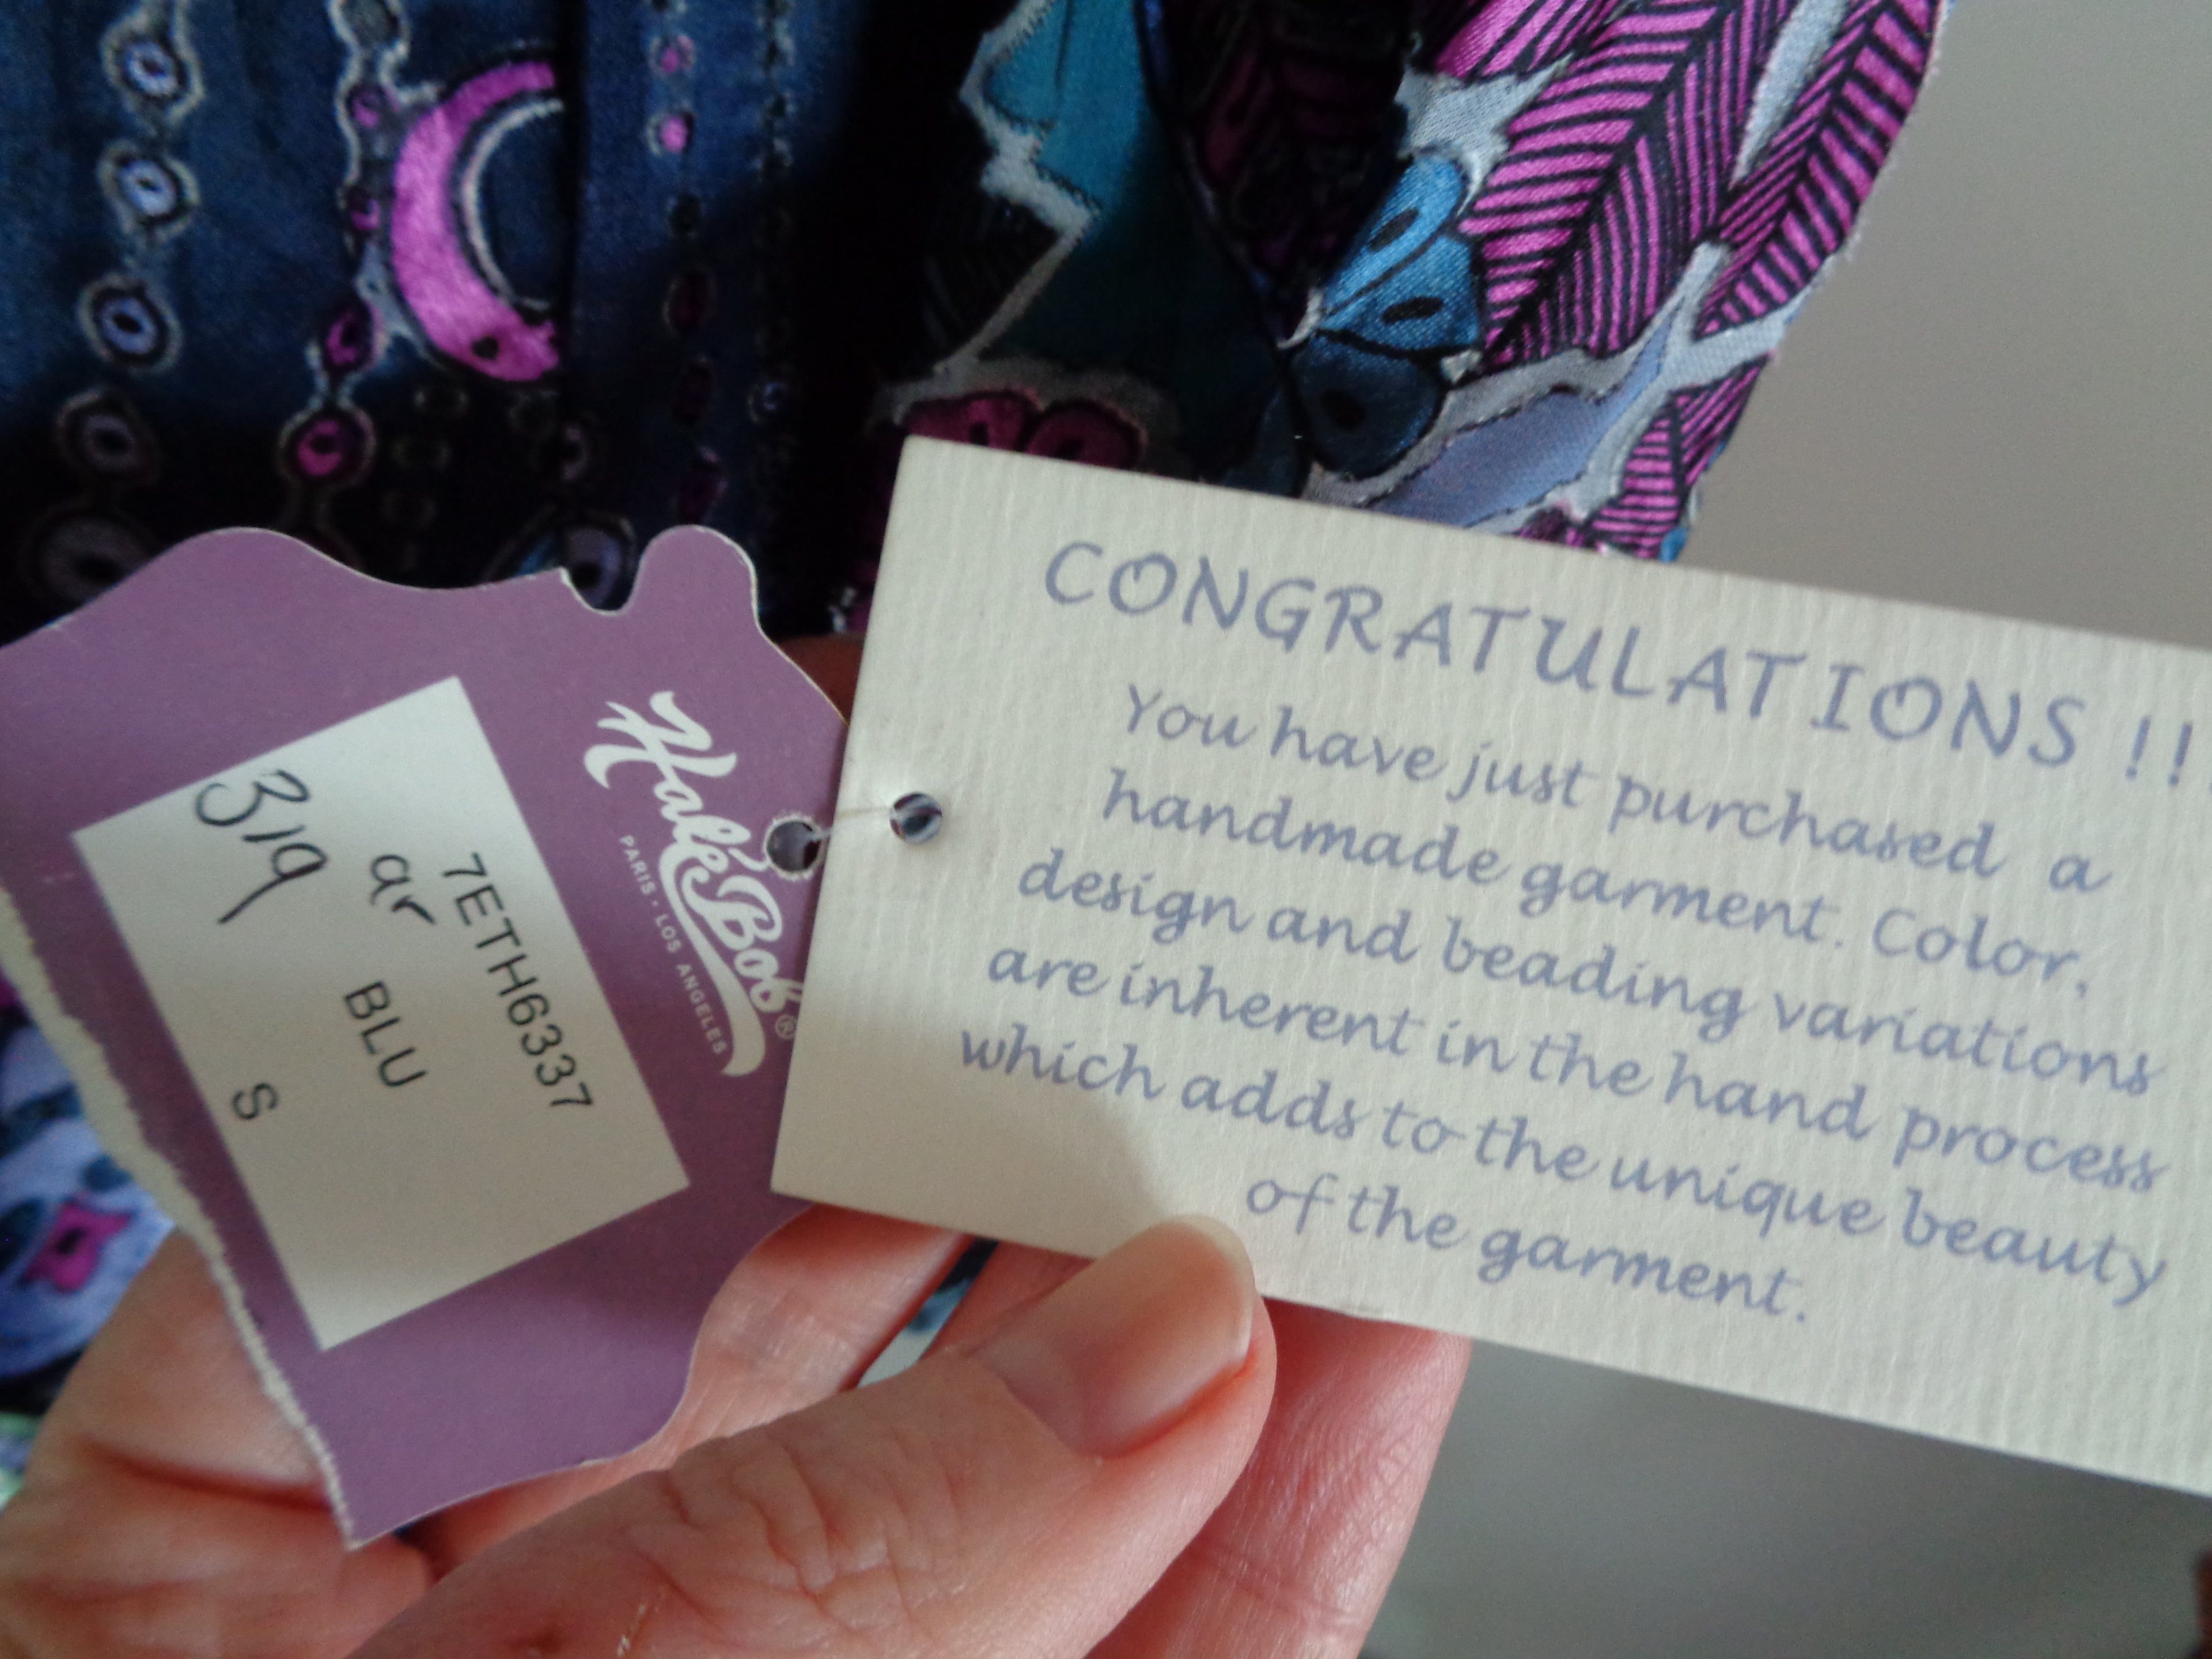 Hale Bob®
PARIS • LOS ANGELES
7ETH6337
ar BLU
319 S
CONGRATULATIONS !!
You have just purchased a
handmade garment. Color,
design and beading variations
are inherent in the hand process
which adds to the unique beauty
of the garment.